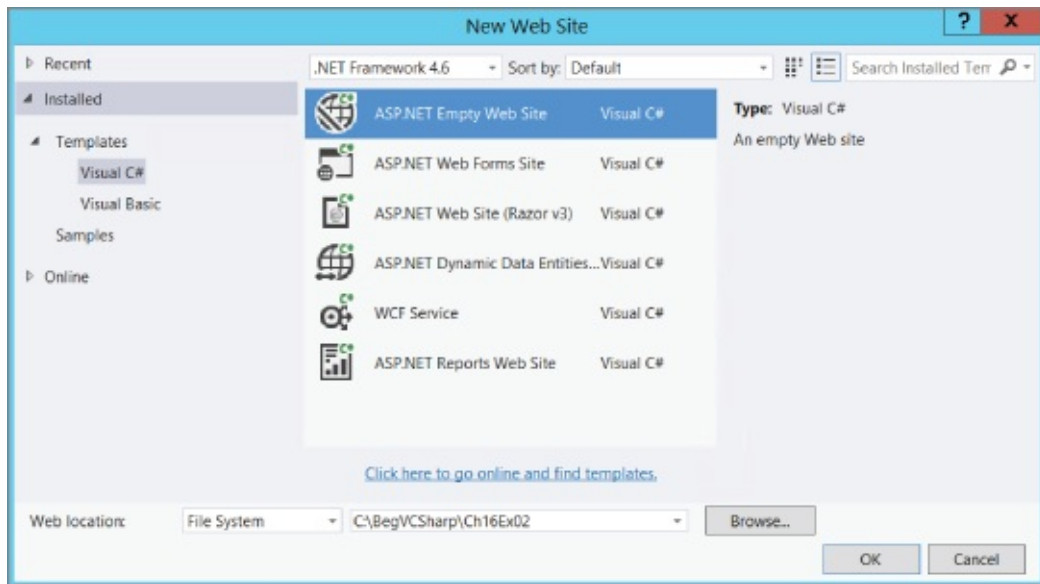 New Web Site
?
X
Recent
.NET Framework 4.6
Sort by: Default
Search Installed Tem
Installed
Templates
Visual C#
Visual Basic
Samples
Online
ASP.NET Empty Web Site Visual C#
ASP.NET Web Forms Site Visual C#
ASP.NET Web Site (Razor v3) Visual C#
ASP.NET Dynamic Data Entities...Visual C#
WCF Service Visual C#
ASP.NET Reports Web Site Visual C#
Type: Visual C#
An empty Web site
Click here to go online and find templates.
Web location: File System C:\BegVCSharp\Ch16Ex02 Browse...
OK Cancel